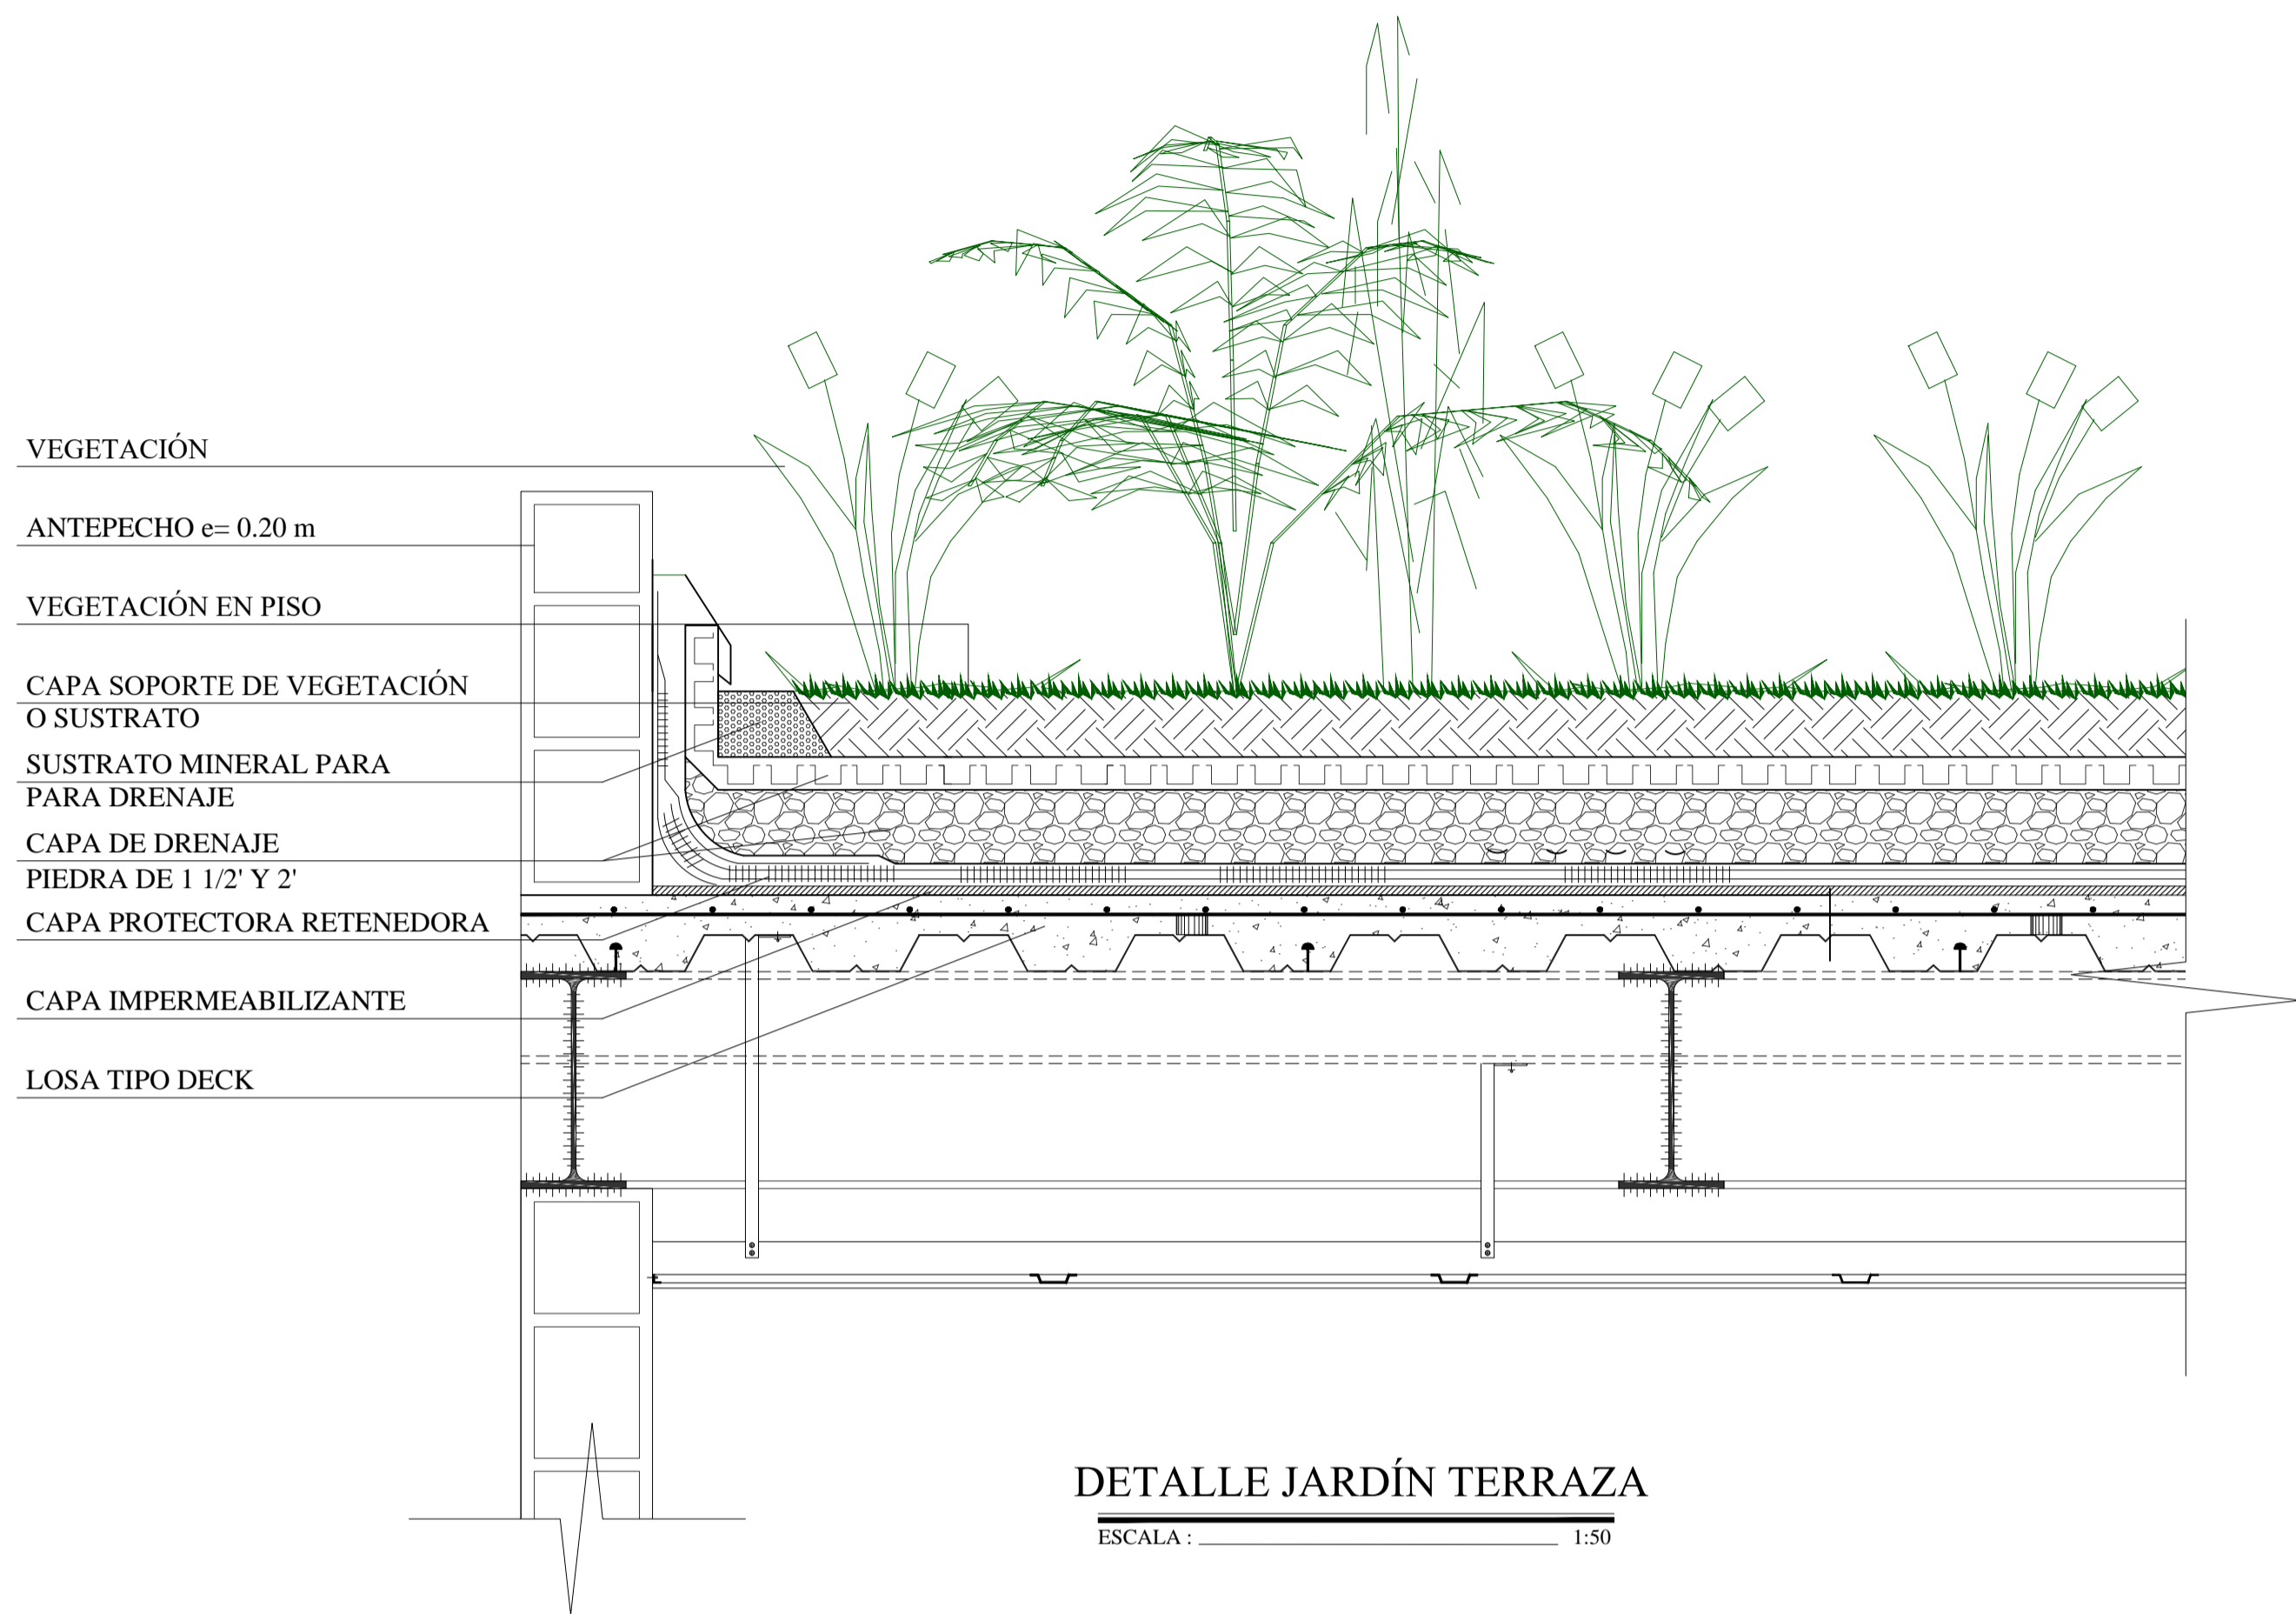 VEGETACIÓN
ANTEPECHO e= 0.20 m
VEGETACIÓN EN PISO
CAPA SOPORTE DE VEGETACIÓN
O SUSTRATO
SUSTRATO MINERAL PARA
PARA DRENAJE
CAPA DE DRENAJE
PIEDRA DE 1 1/2' Y 2'
CAPA PROTECTORA RETENEDORA
CAPA IMPERMEABILIZANTE
LOSA TIPO DECK
DETALLE JARDÍN TERRAZA
ESCALA : 1:50